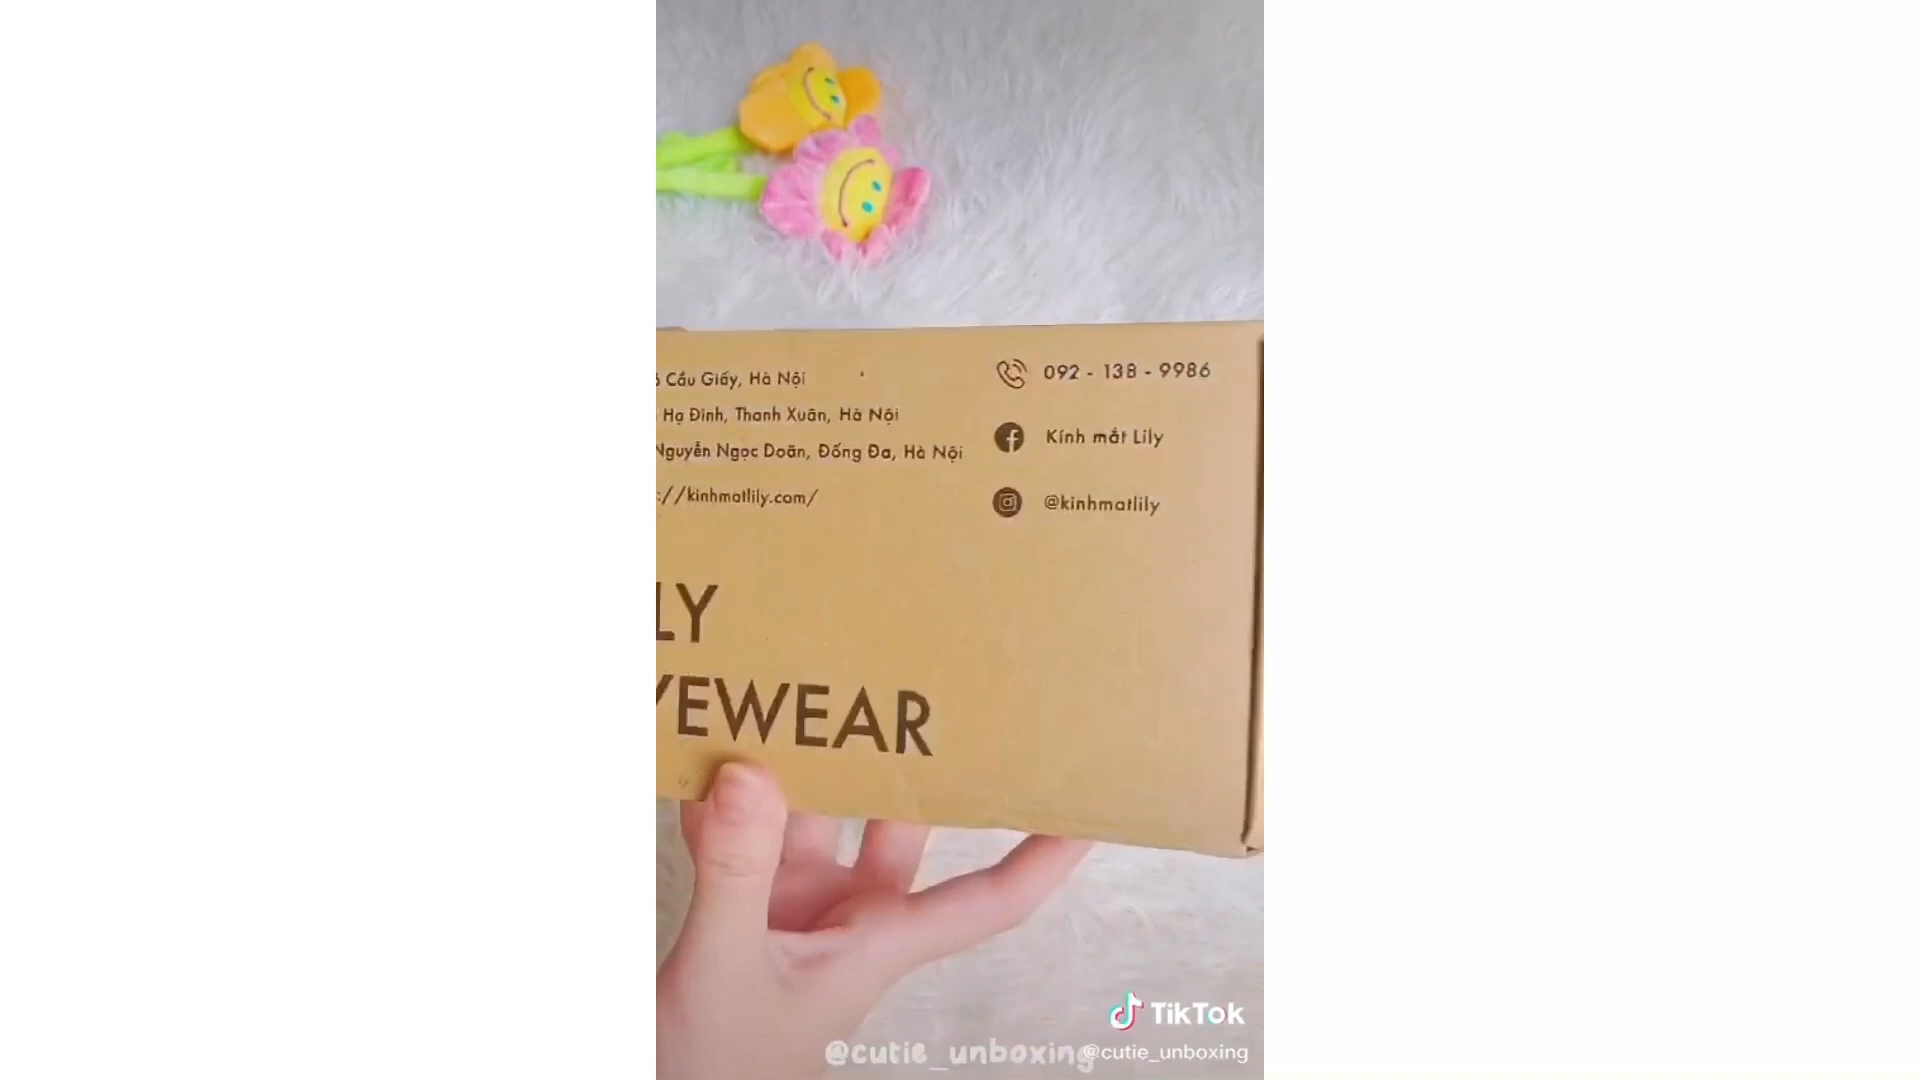 Cầu Giấy, Hà Nội
Hạ Đình, Thanh Xuân, Hà Nội
Nguyễn Ngọc Doãn, Đống Đa, Hà Nội
://kinhmatlily.com/
092 - 138 - 9986
Kính mắt Lily
@kinhmatlily
LY
YEWEAR
TikTok
@cutie_unboxing
@cutie_unboxing